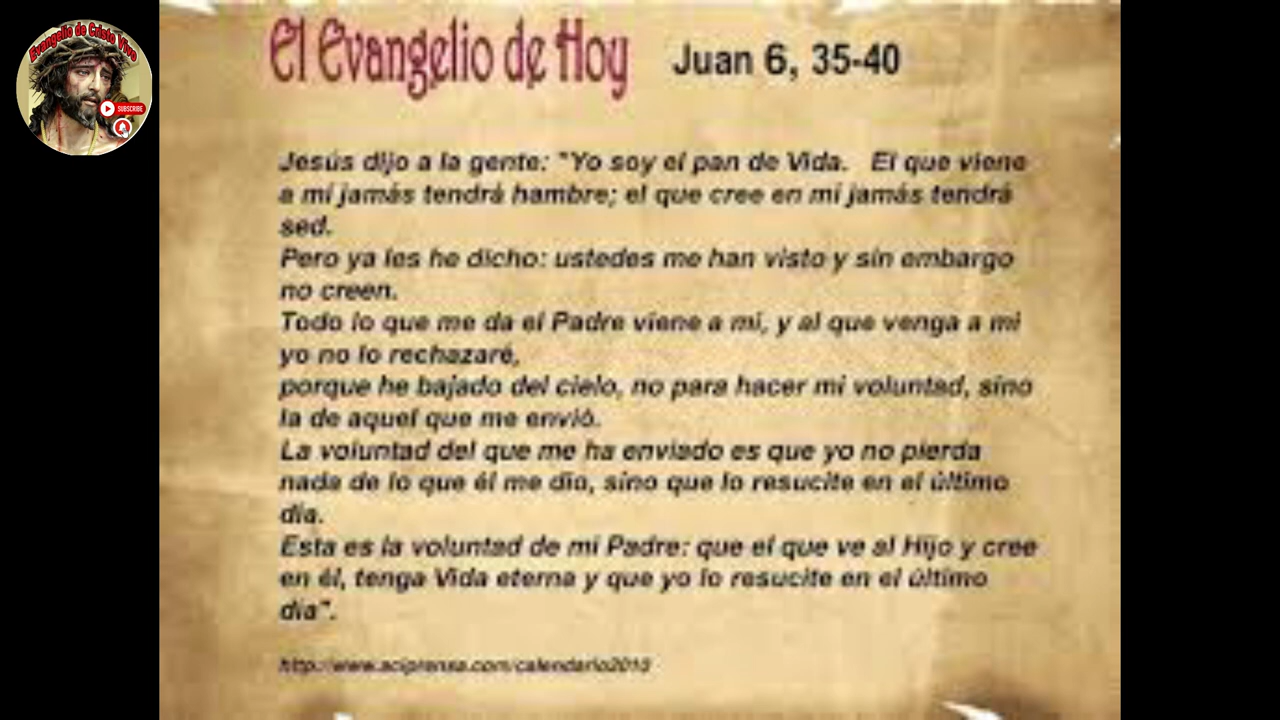 Evangelio de Cristo Vivo
SUBSCRIBE
El Evangelio de Hoy
Juan 6, 35-40
Jesús dijo a la gente: "Yo soy el pan de Vida. El que viene
a mí jamás tendrá hambre; el que cree en mí jamás tendrá
sed.
Pero ya les he dicho: ustedes me han visto y sin embargo
no creen.
Todo lo que me da el Padre viene a mí, y al que venga a mí
yo no lo rechazaré,
porque he bajado del cielo, no para hacer mi voluntad, sino
la de aquel que me envió.
La voluntad del que me ha enviado es que yo no pierda
nada de lo que él me dio, sino que lo resucite en el último
día.
Esta es la voluntad de mi Padre: que el que ve al Hijo y cree
en él, tenga Vida eterna y que yo lo resucite en el último
día".
http://www.aciprensa.com/calendario2010